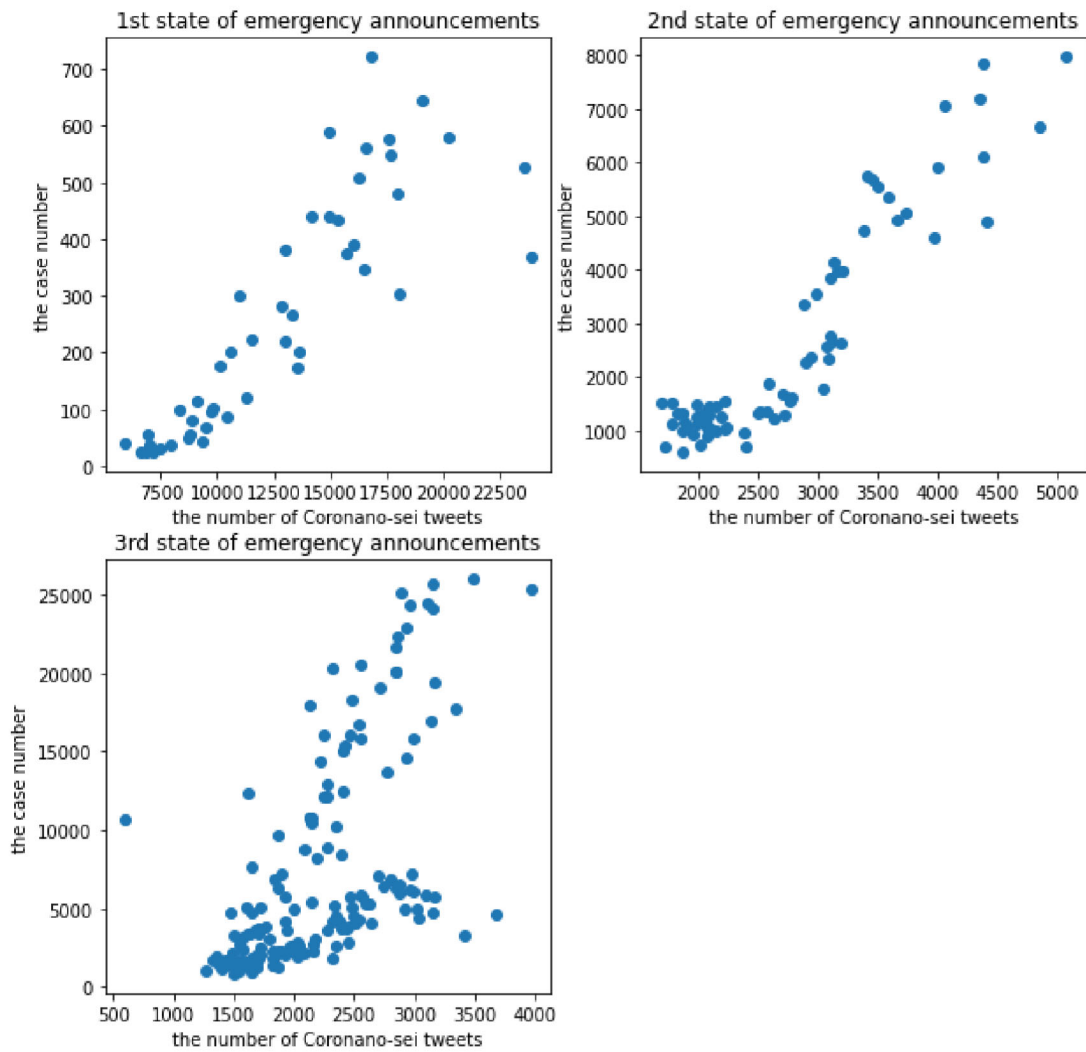 1st state of emergency announcements
700
600
500
400
300
200
100
0
the case number
7500 10000 12500 15000 17500 20000 22500
the number of Coronano-sei tweets
2nd state of emergency announcements
8000
7000
6000
5000
4000
3000
2000
1000
the case number
2000 2500 3000 3500 4000 4500 5000
the number of Coronano-sei tweets
3rd state of emergency announcements
25000
20000
15000
10000
5000
0
the case number
500 1000 1500 2000 2500 3000 3500 4000
the number of Coronano-sei tweets